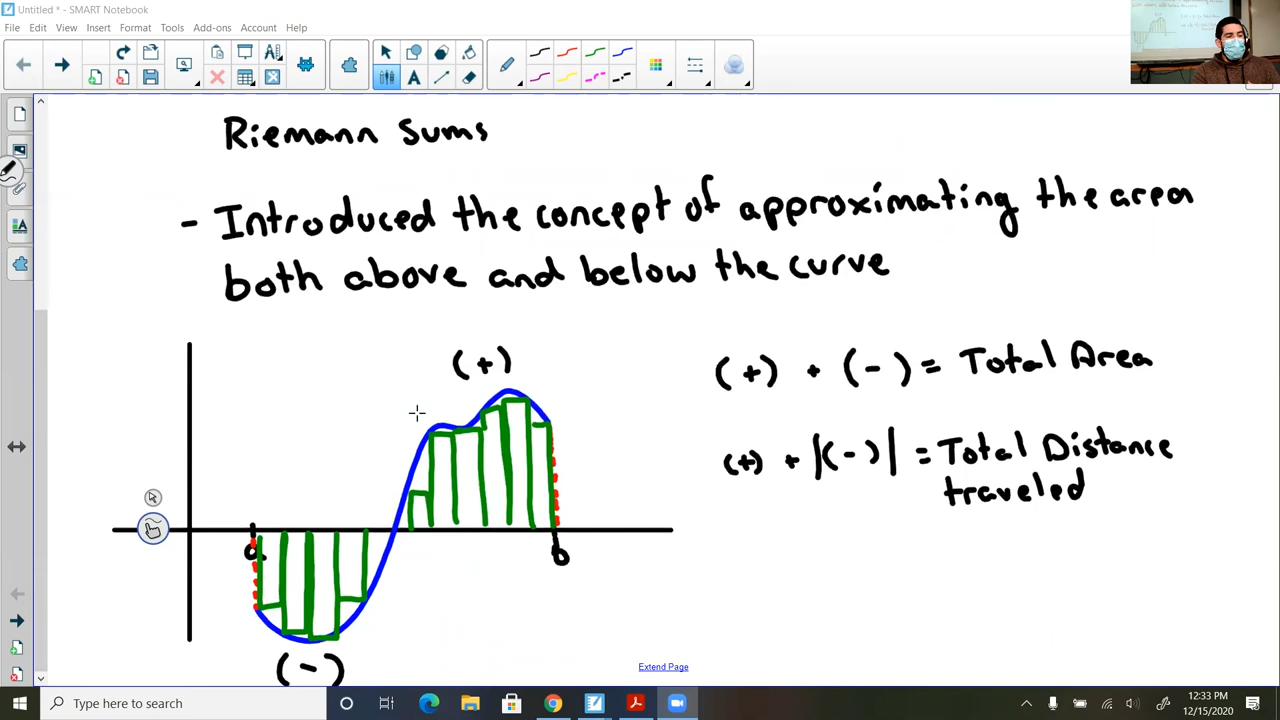 Untitled * - SMART Notebook
File Edit View Insert Format Tools Add-ons Account Help
Riemann Sums
- Introduced the concept of approximating the area
both above and below the curve
(+)
(+) + (-) = Total Area
(+) + |(-)| = Total Distance
traveled
a
b
(-)
Extend Page
Type here to search
12:33 PM
12/15/2020